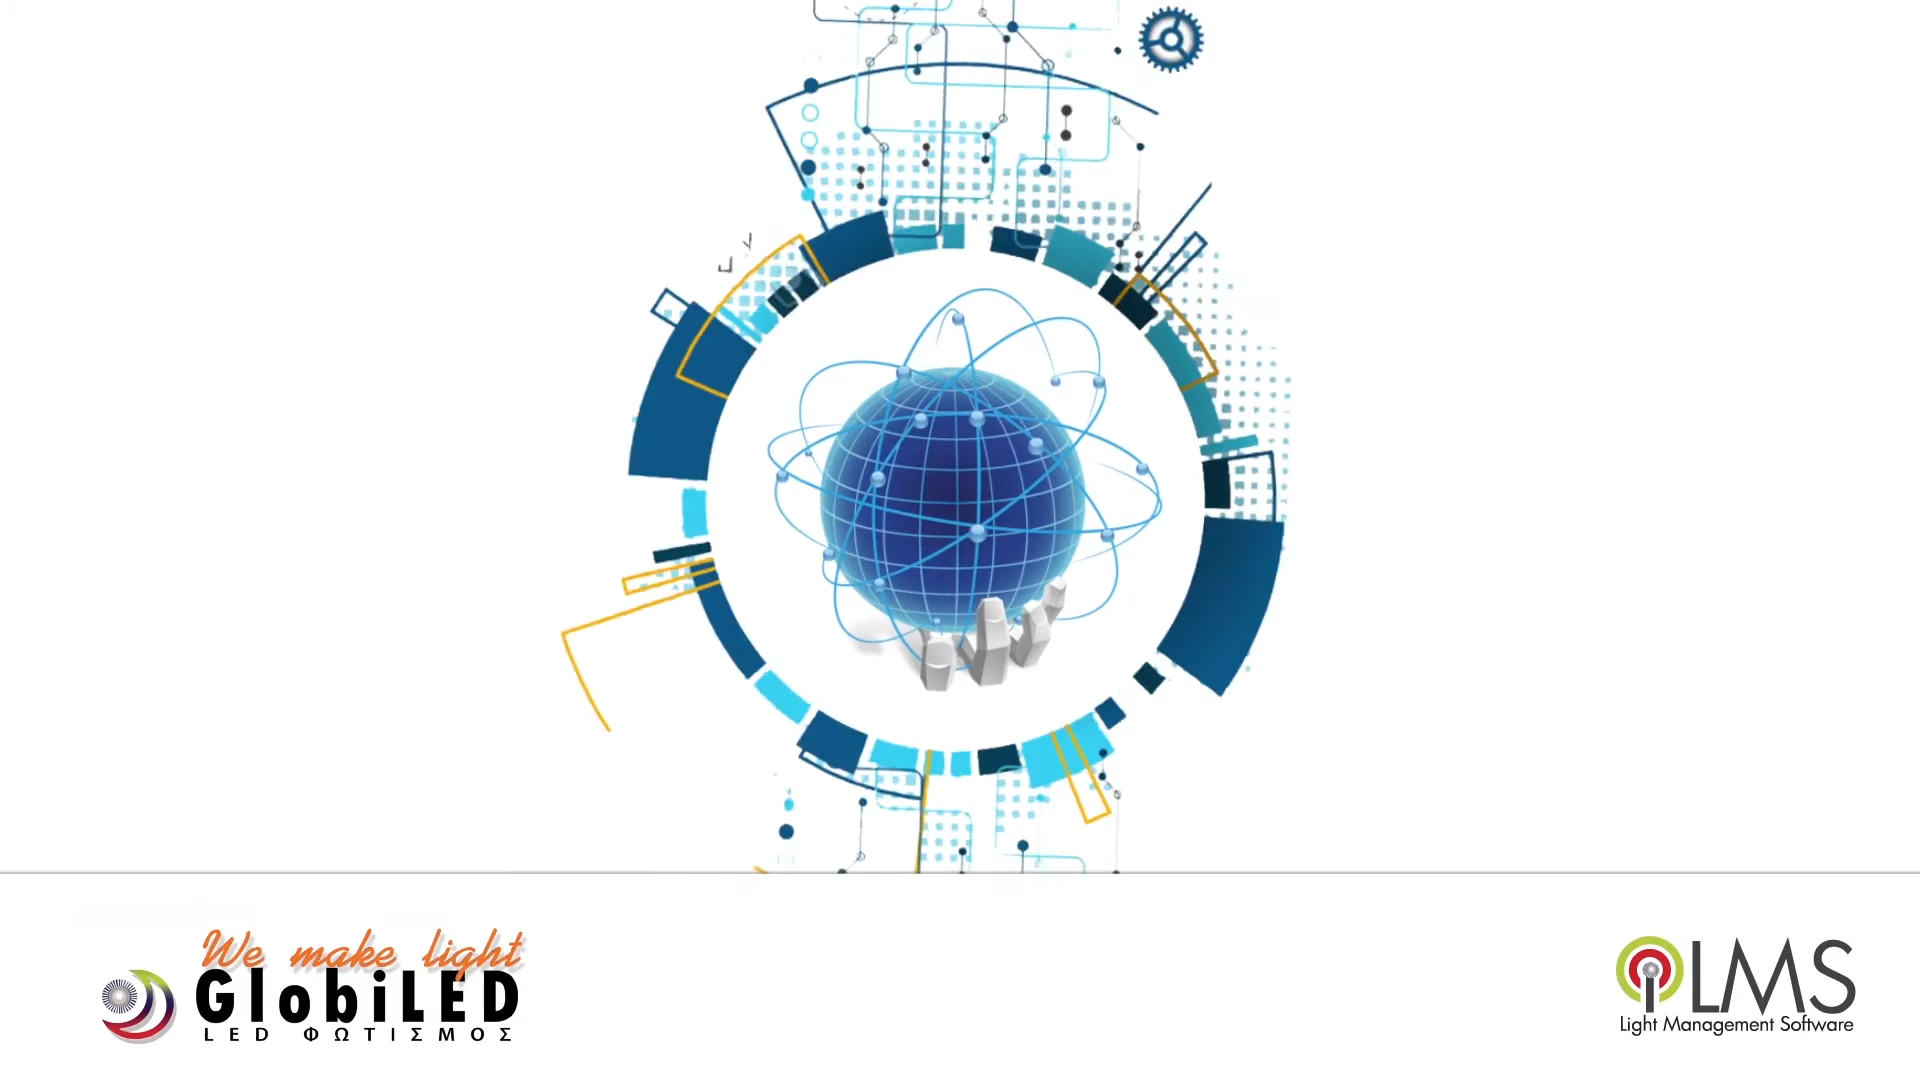 We make light
GlobiLED
LED ΦΩΤΙΣΜΟΣ
LMS
Light Management Software